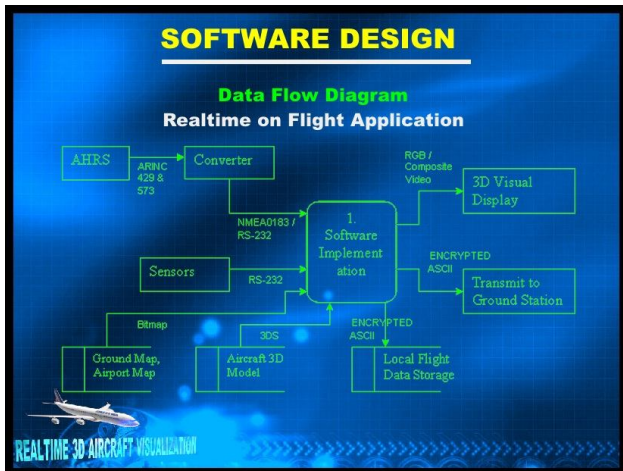 SOFTWARE DESIGN
Data Flow Diagram
Realtime on Flight Application
AHRS
ARINC
429 &
573
Converter
RGB /
Composite
Video
3D Visual
Display
NMEA0183 /
RS-232
1.
Software
Implement
ation
Sensors
RS-232
ENCRYPTED
ASCII
Transmit to
Ground Station
Bitmap
3DS
ENCRYPTED
ASCII
Ground Map,
Airport Map
Aircraft 3D
Model
Local Flight
Data Storage
REALTIME 3D AIRCRAFT VISUALIZATION